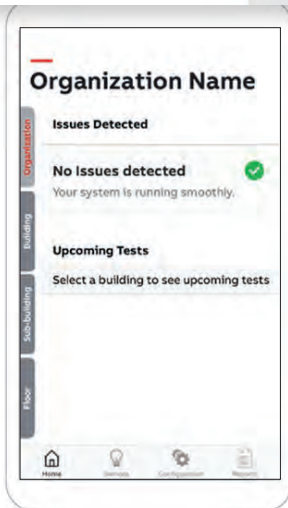 Organization Name
Organization
Issues Detected
No Issues detected
Your system is running smoothly.
Building
Upcoming Tests
Select a building to see upcoming tests
Sub-building
Floor
Home
Services
Configuration
Reports